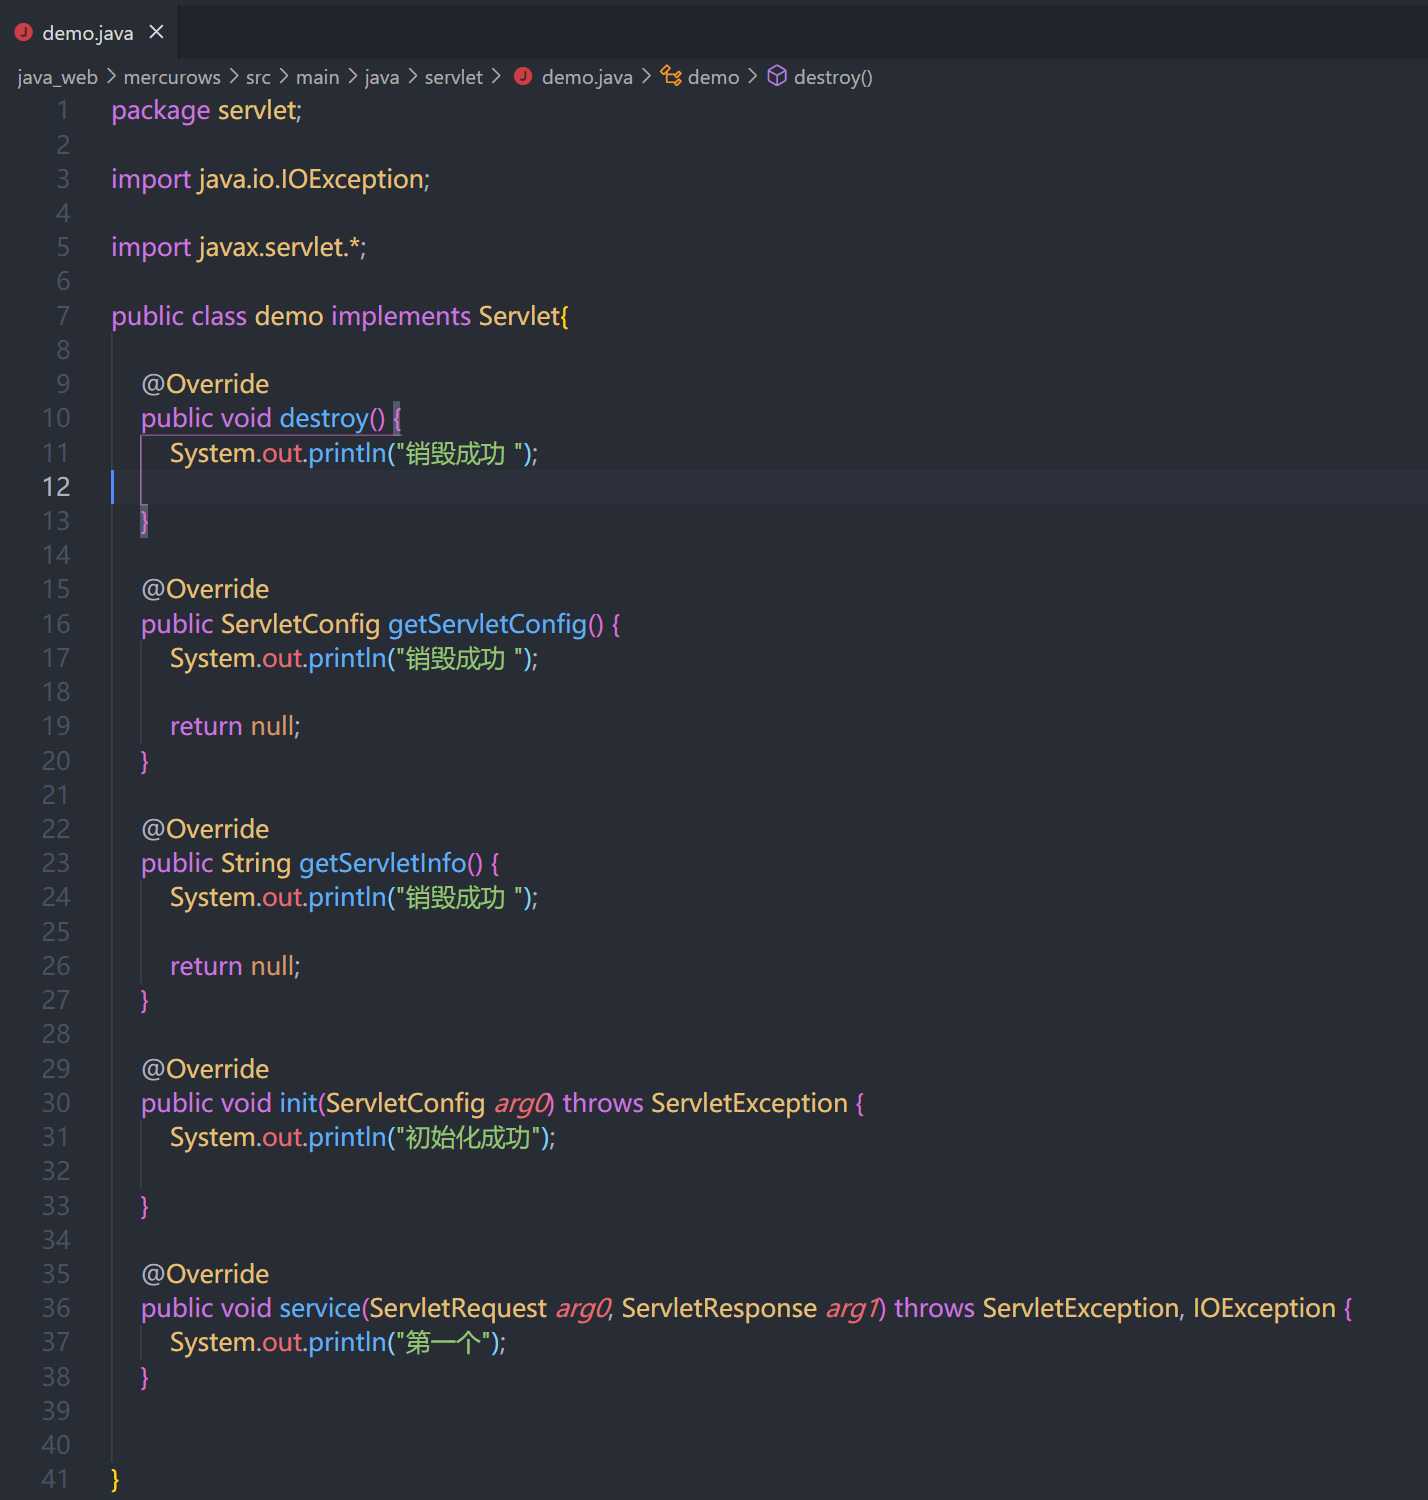 demo.java
java_web > mercurows > src > main > java > servlet > demo.java > demo > destroy()
1 package servlet;
2
3 import java.io.IOException;
4
5 import javax.servlet.*;
6
7 public class demo implements Servlet{
8
9 @Override
10 public void destroy() {
11 System.out.println("销毁成功 ");
12
13 }
14
15 @Override
16 public ServletConfig getServletConfig() {
17 System.out.println("销毁成功 ");
18
19 return null;
20 }
21
22 @Override
23 public String getServletInfo() {
24 System.out.println("销毁成功 ");
25
26 return null;
27 }
28
29 @Override
30 public void init(ServletConfig arg0) throws ServletException {
31 System.out.println("初始化成功");
32
33 }
34
35 @Override
36 public void service(ServletRequest arg0, ServletResponse arg1) throws ServletException, IOException {
37 System.out.println("第一个");
38 }
39
40
41 }